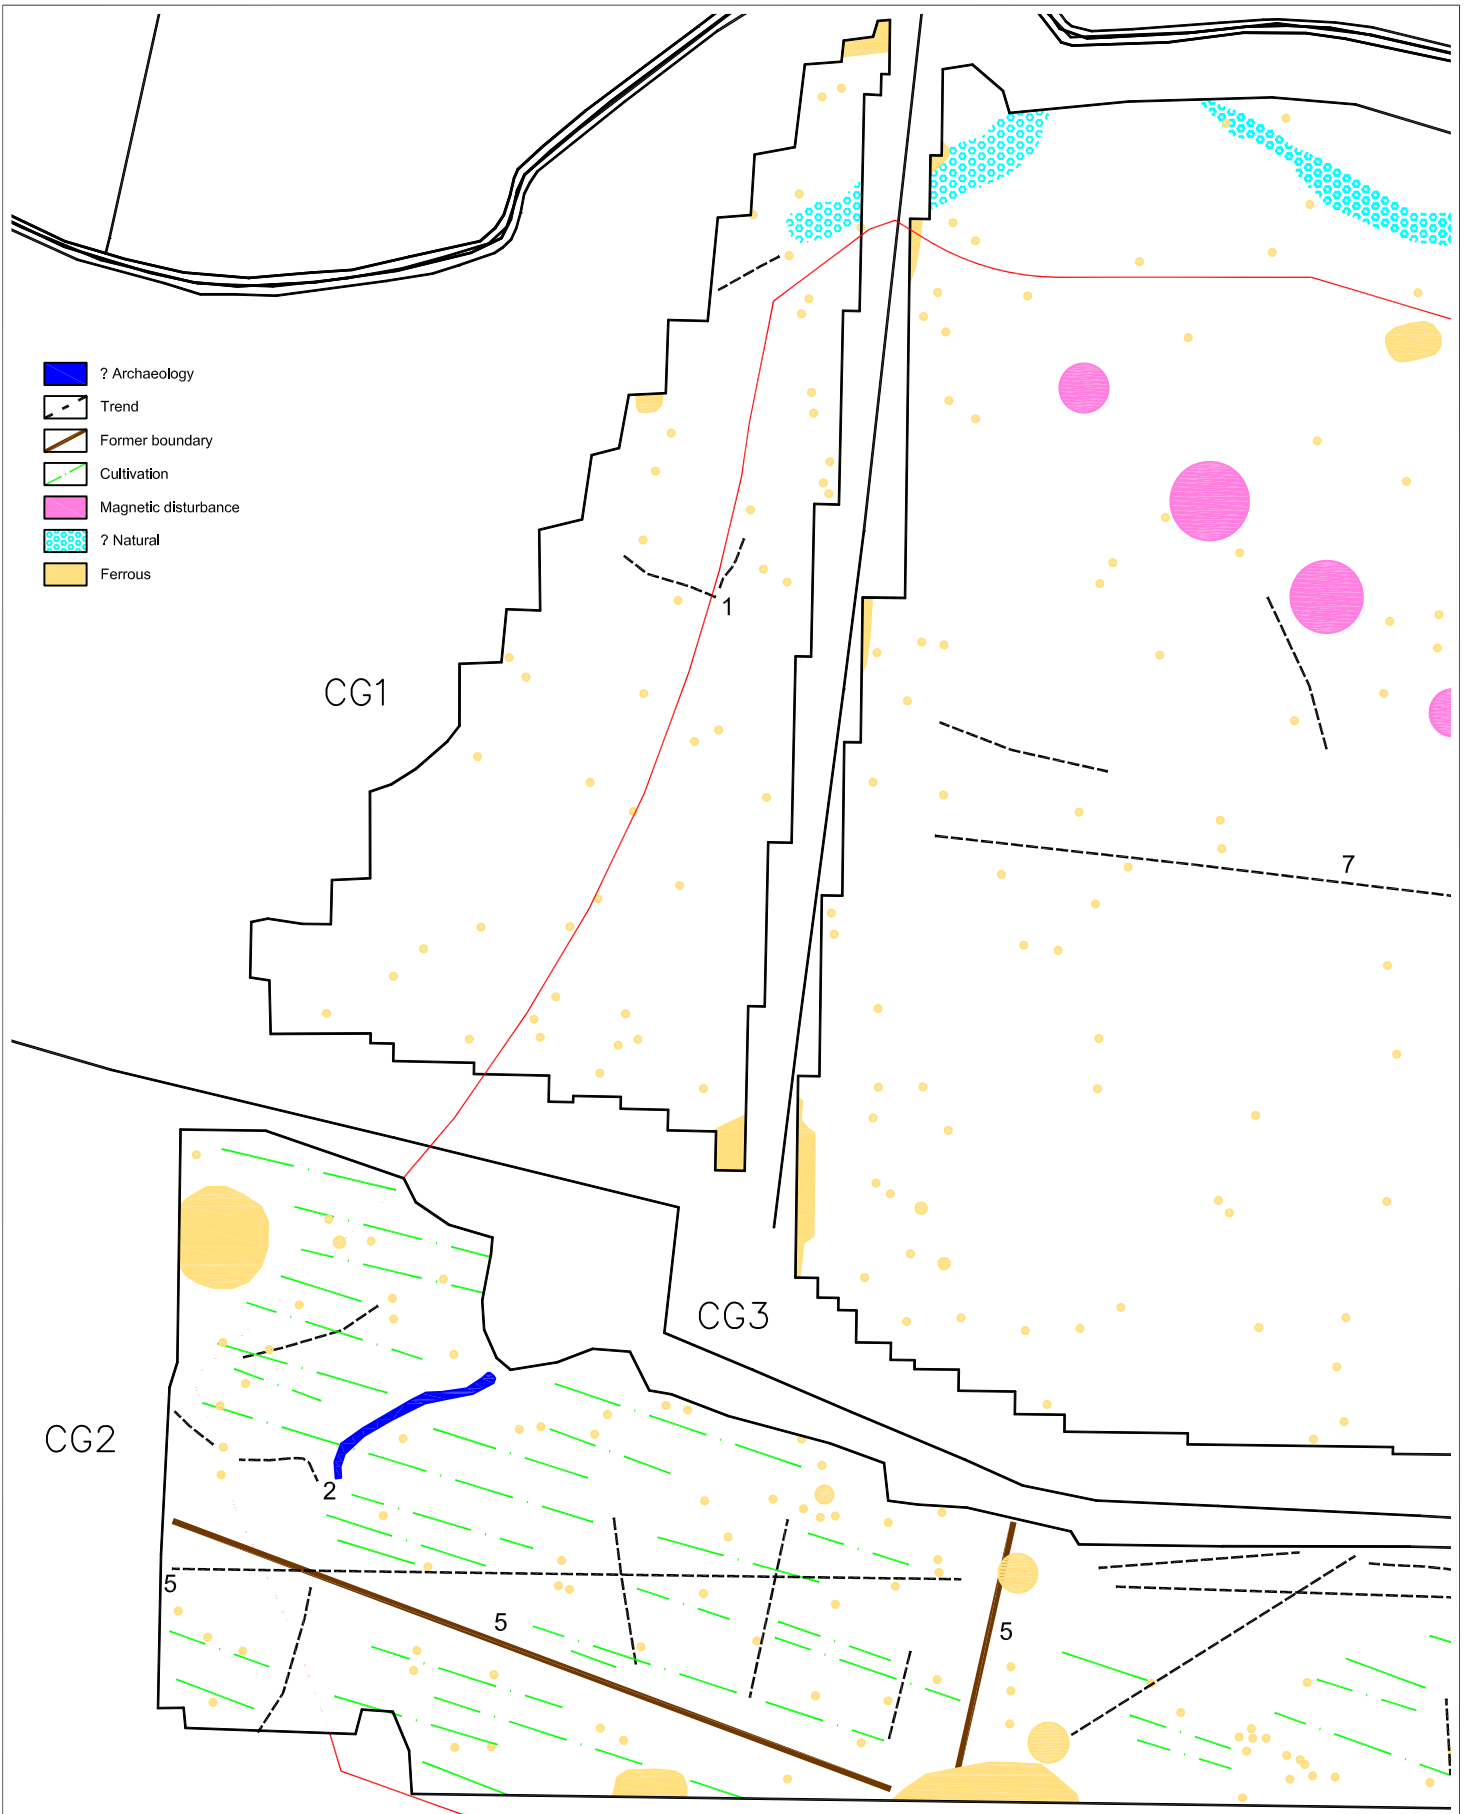 ? Archaeology
Trend
Former boundary
Cultivation
Magnetic disturbance
? Natural
Ferrous
1
CG1
7
CG3
CG2
2
5
5
5